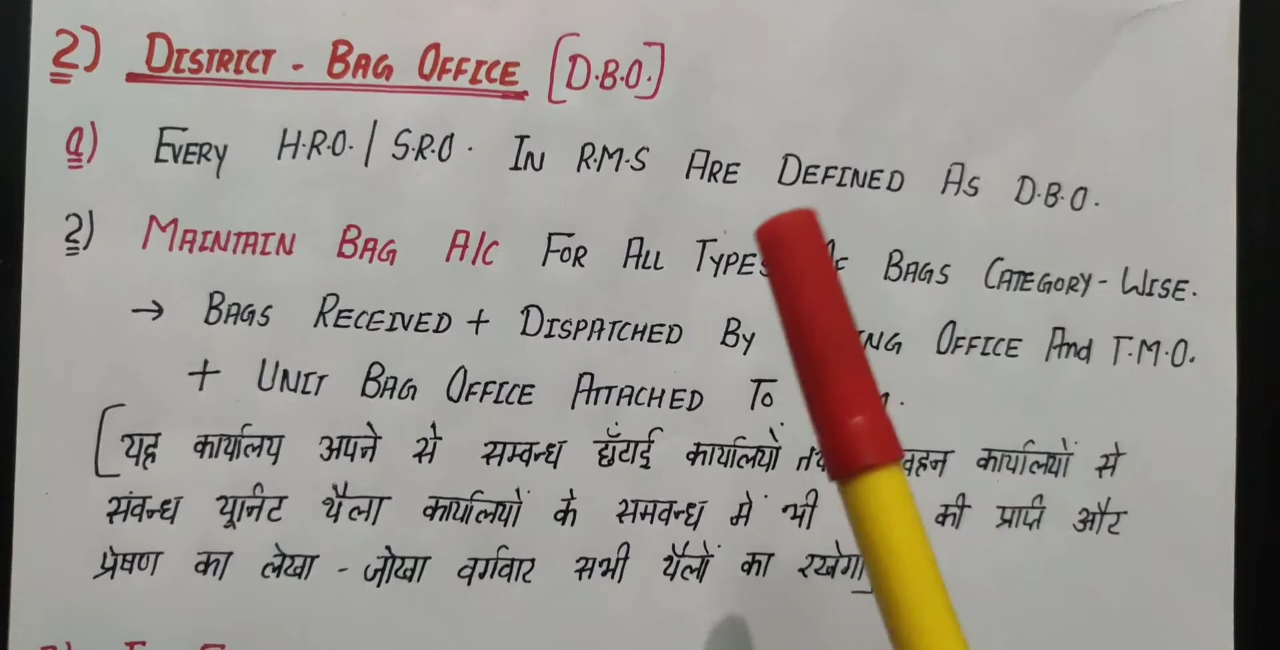 2) DISTRICT - BAG OFFICE [D.B.O.]
a) EVERY H.R.O. / S.R.O. IN R.M.S ARE DEFINED AS D.B.O.
2) MAINTAIN BAG A/C FOR ALL TYPES BAGS CATEGORY-WISE.
→ BAGS RECEIVED + DISPATCHED BY OFFICE And T.M.O.
+ UNIT BAG OFFICE ATTACHED TO
[यह कार्यालय अपने से सम्वन्ध छँटाई कार्यालयों कार्यालयों से
संवन्ध यूनिट थैला कार्यालयों के समवन्ध में भी की प्राप्ति और
प्रेषण का लेखा - जोखा वर्गवार सभी थैलों का रखेगा]